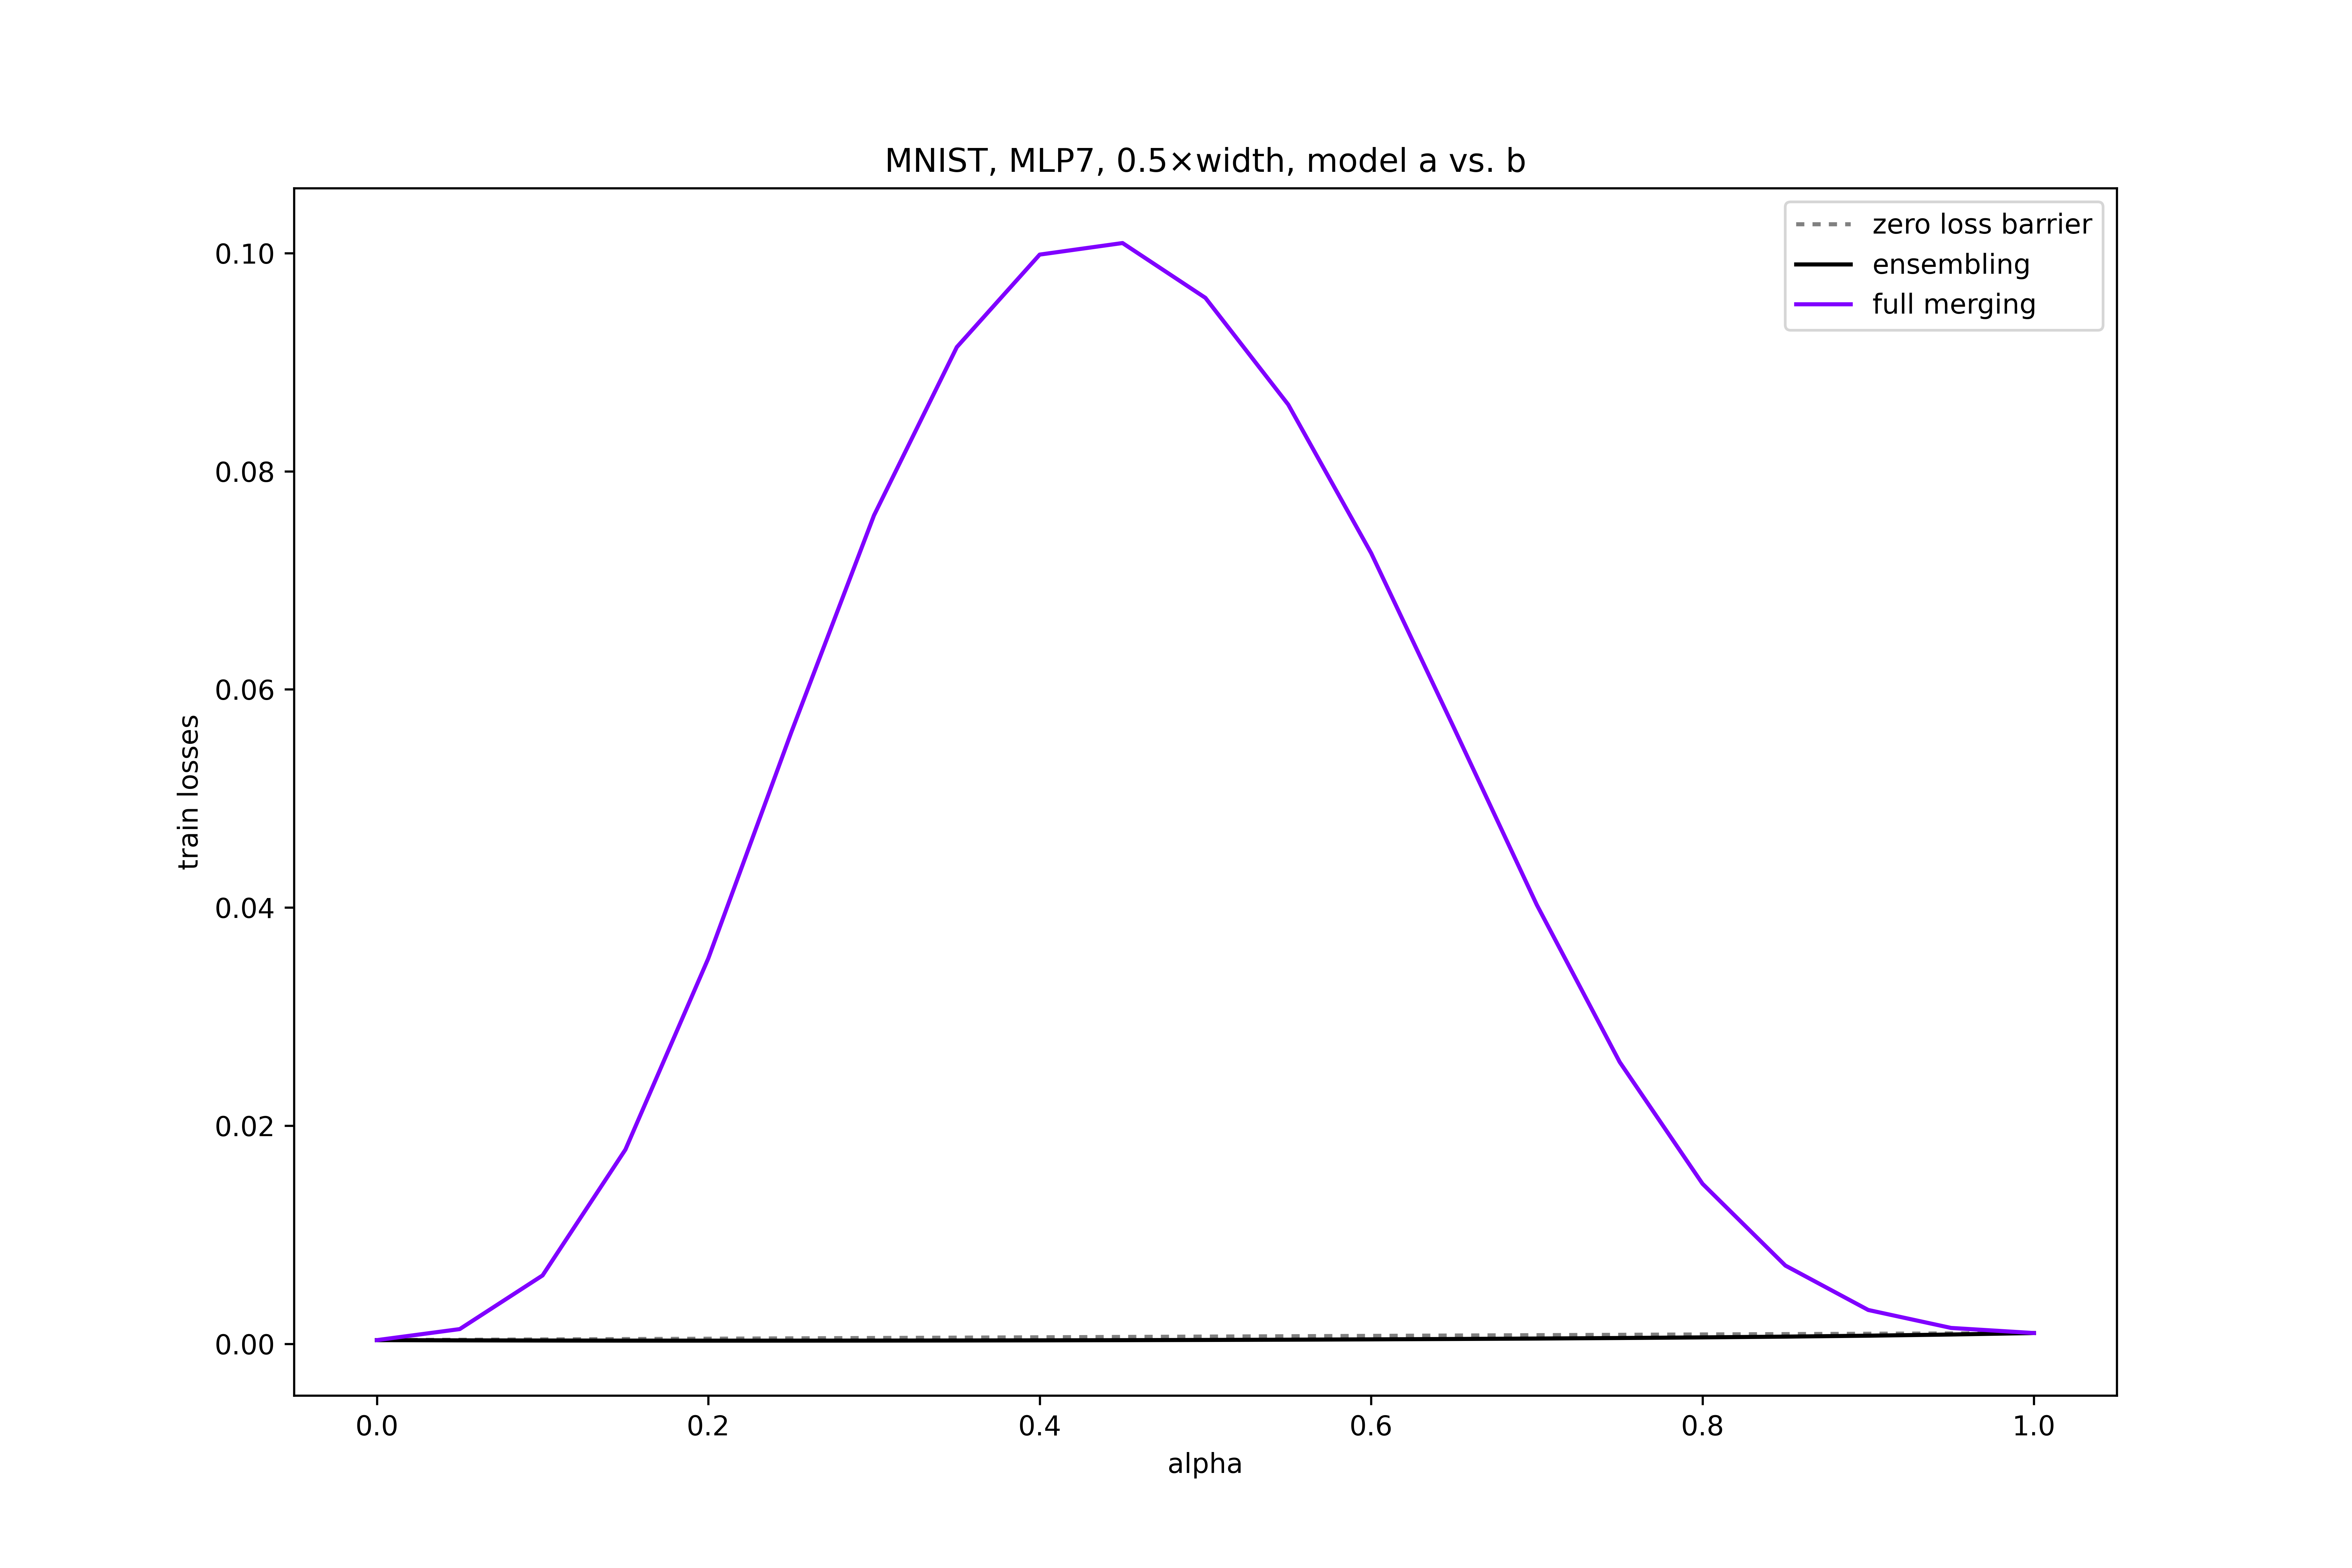 MNIST, MLP7, 0.5×width, model a vs. b
zero loss barrier
ensembling
full merging
0.10
0.08
0.06
0.04
0.02
0.00
train losses
0.0 0.2 0.4 0.6 0.8 1.0
alpha